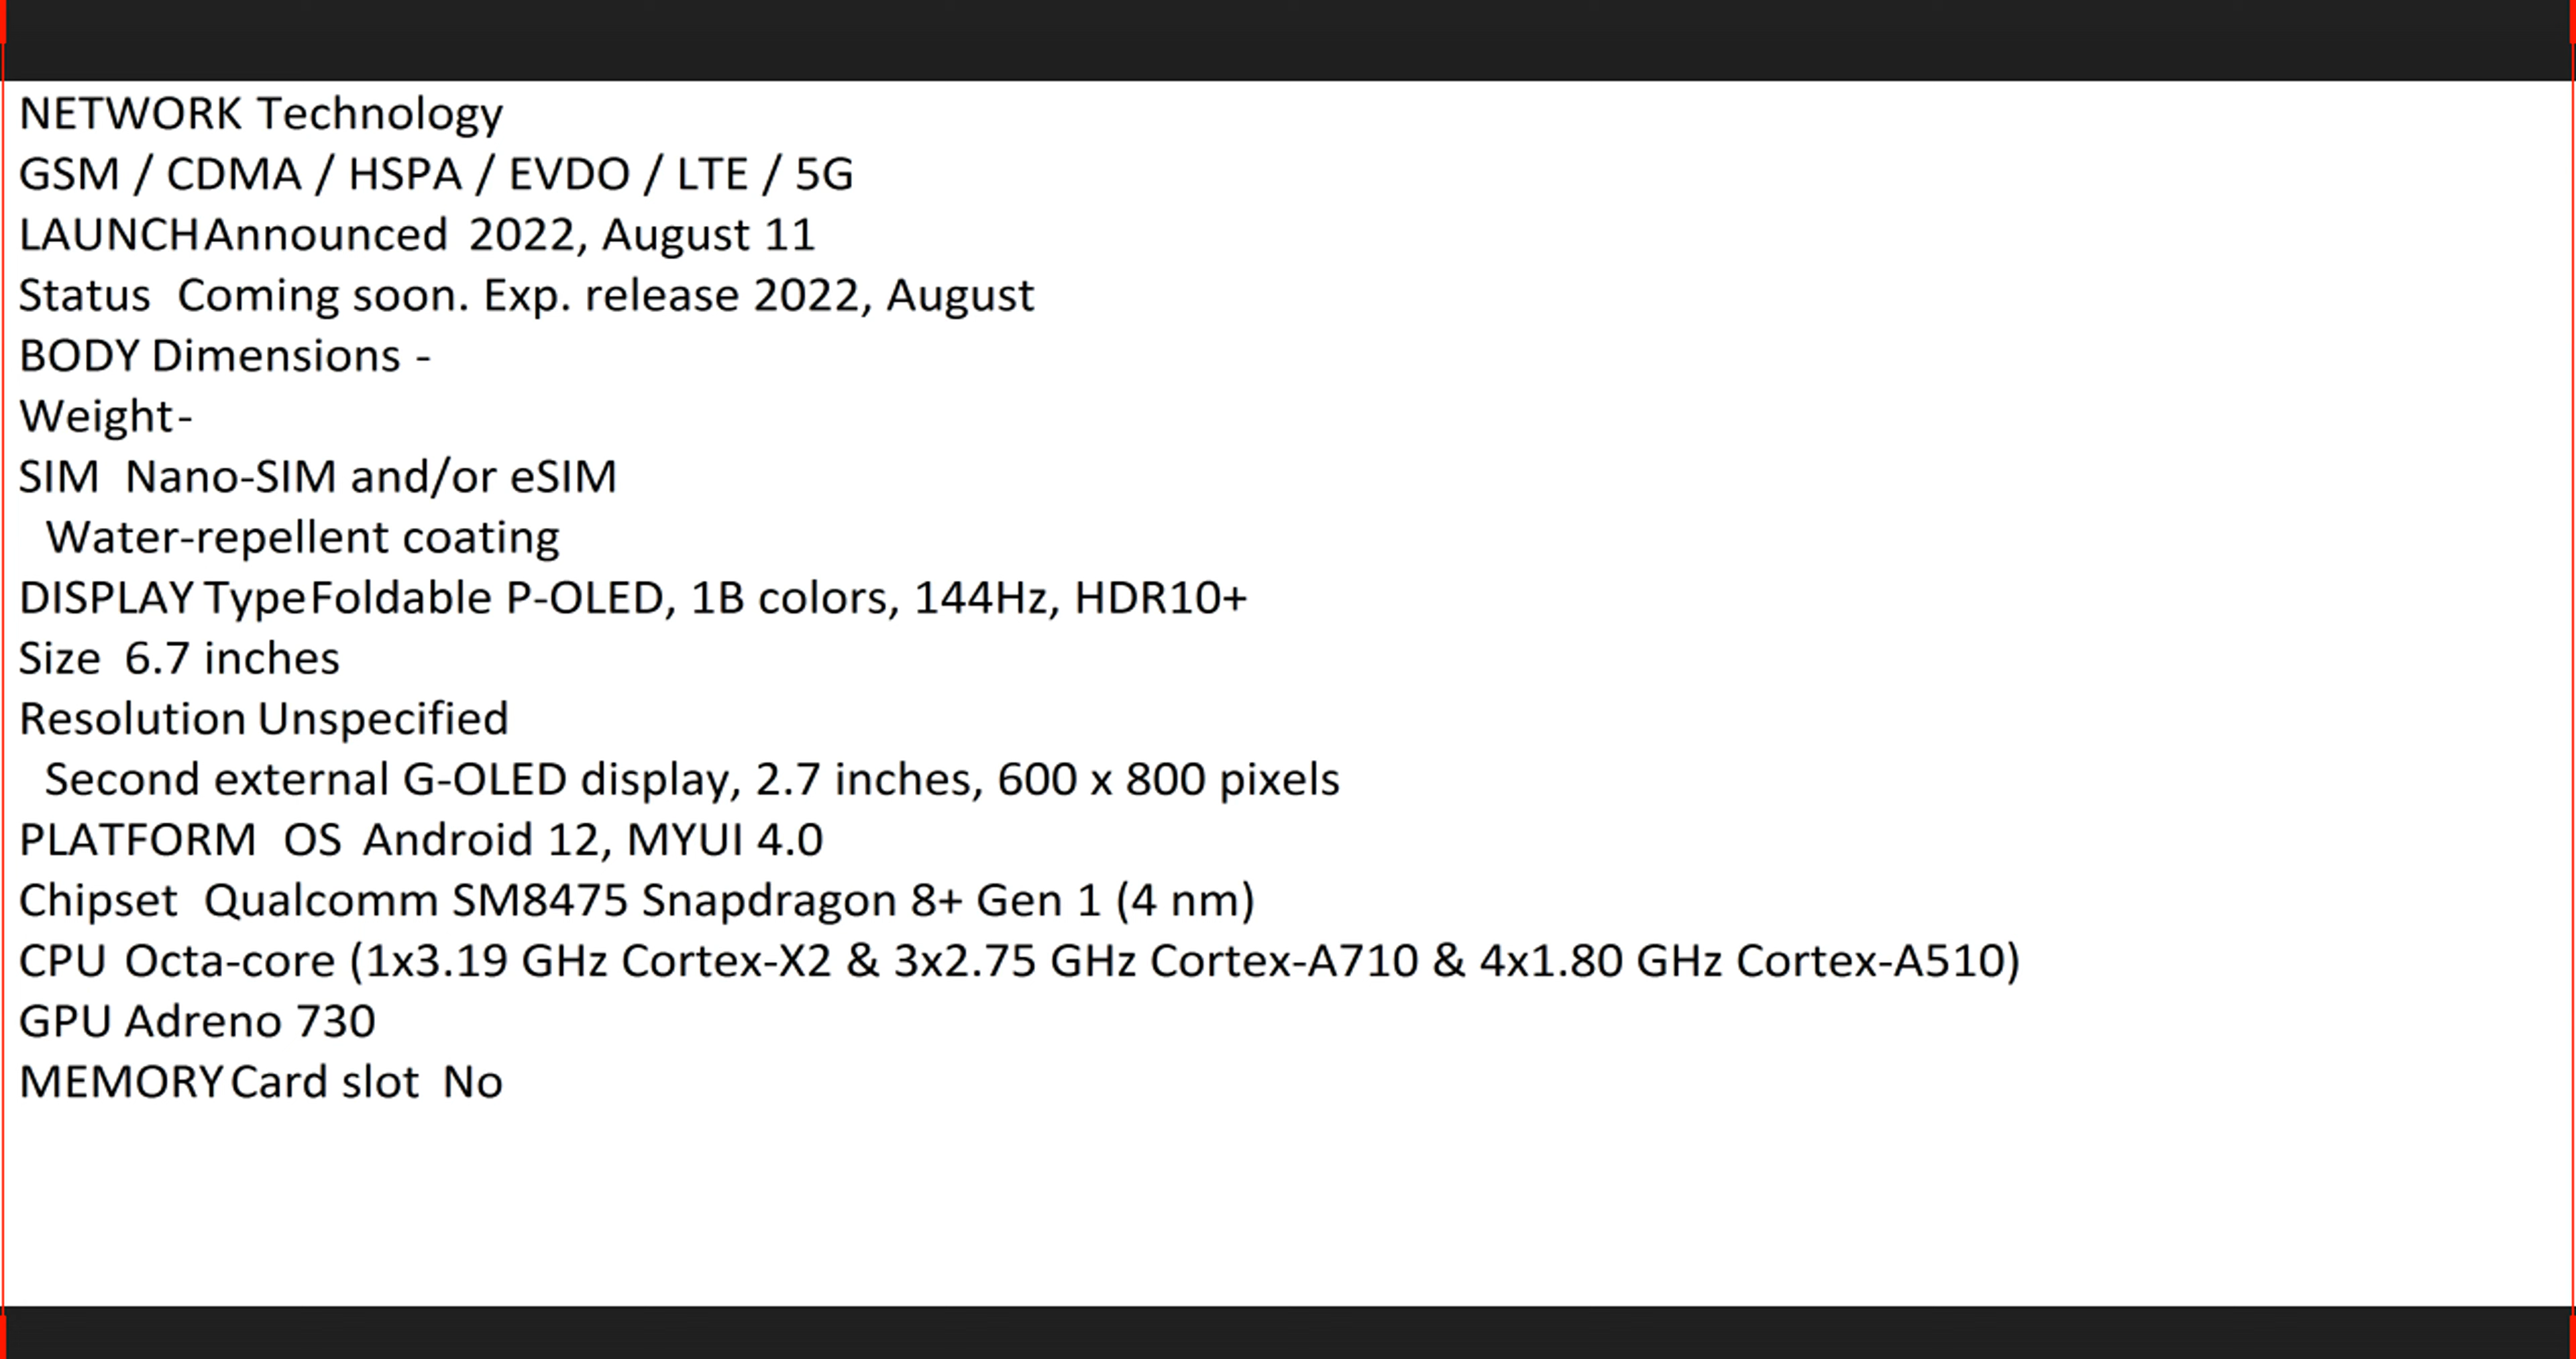 NETWORK Technology
GSM / CDMA / HSPA / EVDO / LTE / 5G
LAUNCH Announced 2022, August 11
Status Coming soon. Exp. release 2022, August
BODY Dimensions -
Weight -
SIM Nano-SIM and/or eSIM
Water-repellent coating
DISPLAY Type Foldable P-OLED, 1B colors, 144Hz, HDR10+
Size 6.7 inches
Resolution Unspecified
Second external G-OLED display, 2.7 inches, 600 x 800 pixels
PLATFORM OS Android 12, MYUI 4.0
Chipset Qualcomm SM8475 Snapdragon 8+ Gen 1 (4 nm)
CPU Octa-core (1x3.19 GHz Cortex-X2 & 3x2.75 GHz Cortex-A710 & 4x1.80 GHz Cortex-A510)
GPU Adreno 730
MEMORY Card slot No